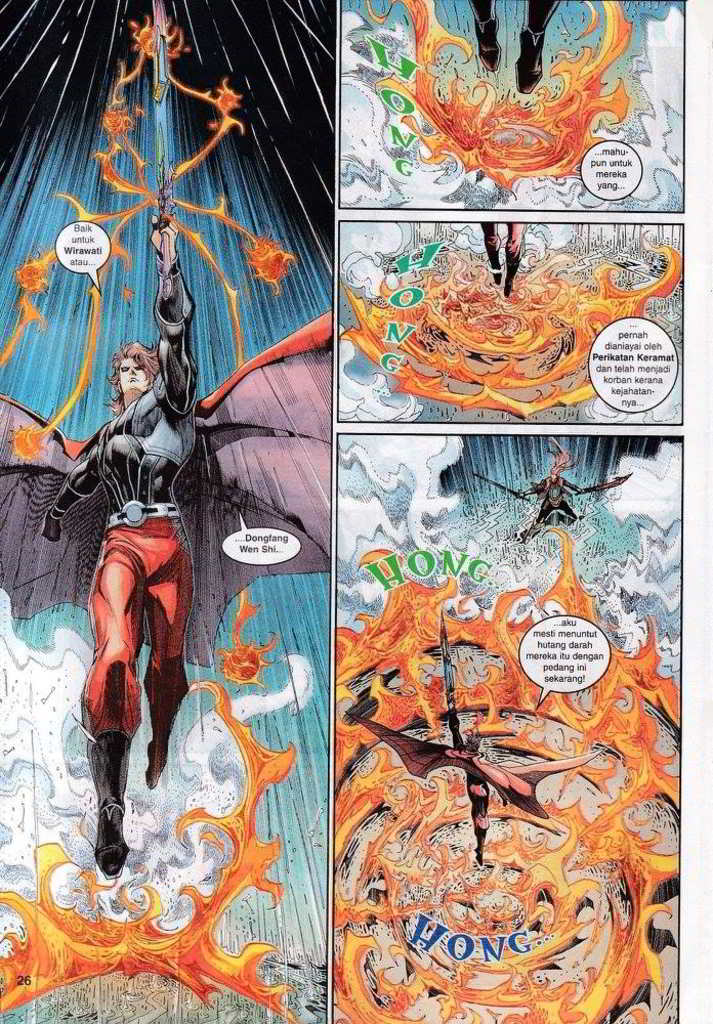 Baik
untuk
Wirawati
atau...
....Dongfang
Wen Shi...
HONG...
...mahu-
pun untuk
mereka
yang...
HONG...
...
pernah
dianiayai oleh
Perikatan Keramat
dan telah menjadi
korban kerana
kejahatan-
nya...
HONG
...aku
mesti menuntut
hutang darah
mereka itu dengan
pedang ini
sekarang!
HONG...
26